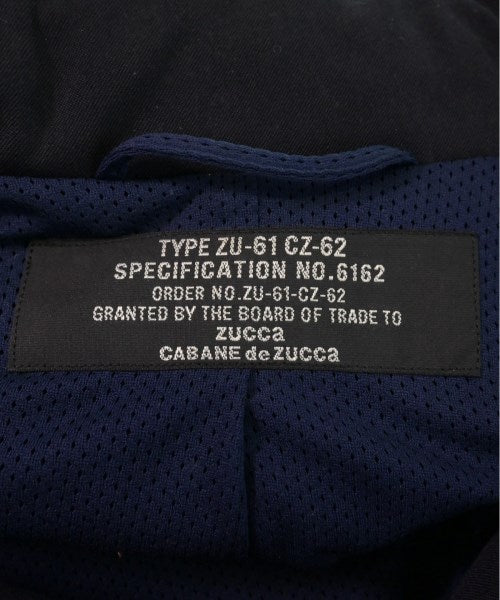 TYPE ZU-61 CZ-62
SPECIFICATION NO.6162
ORDER NO.ZU-61-CZ-62
GRANTED BY THE BOARD OF TRADE TO
ZUCCa
CABANE de ZUCCa